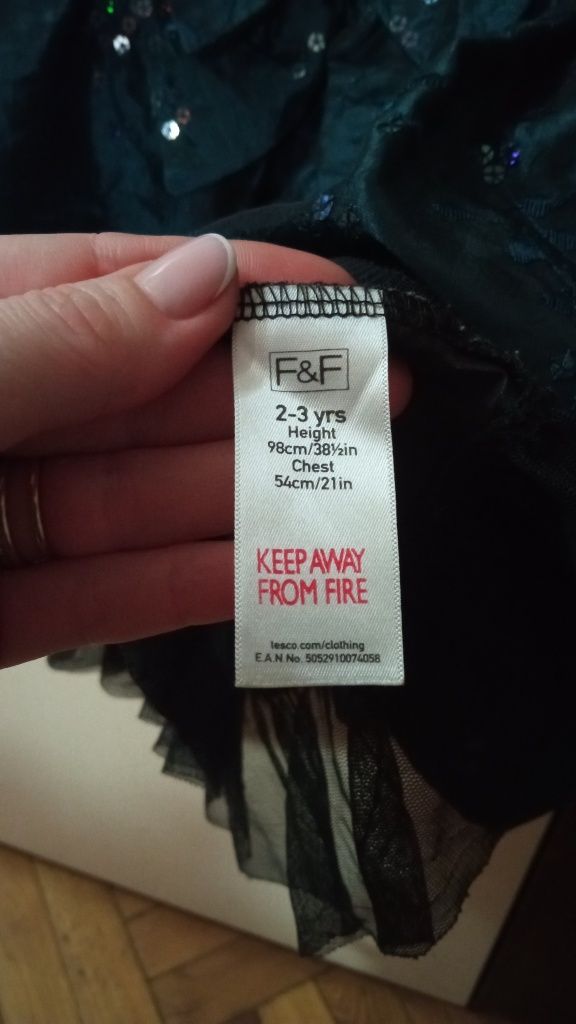 F&F
2-3 yrs
Height
98cm/38½in
Chest
54cm/21in
KEEP AWAY
FROM FIRE
tesco.com/clothing
E.A.N No. 5052910074058